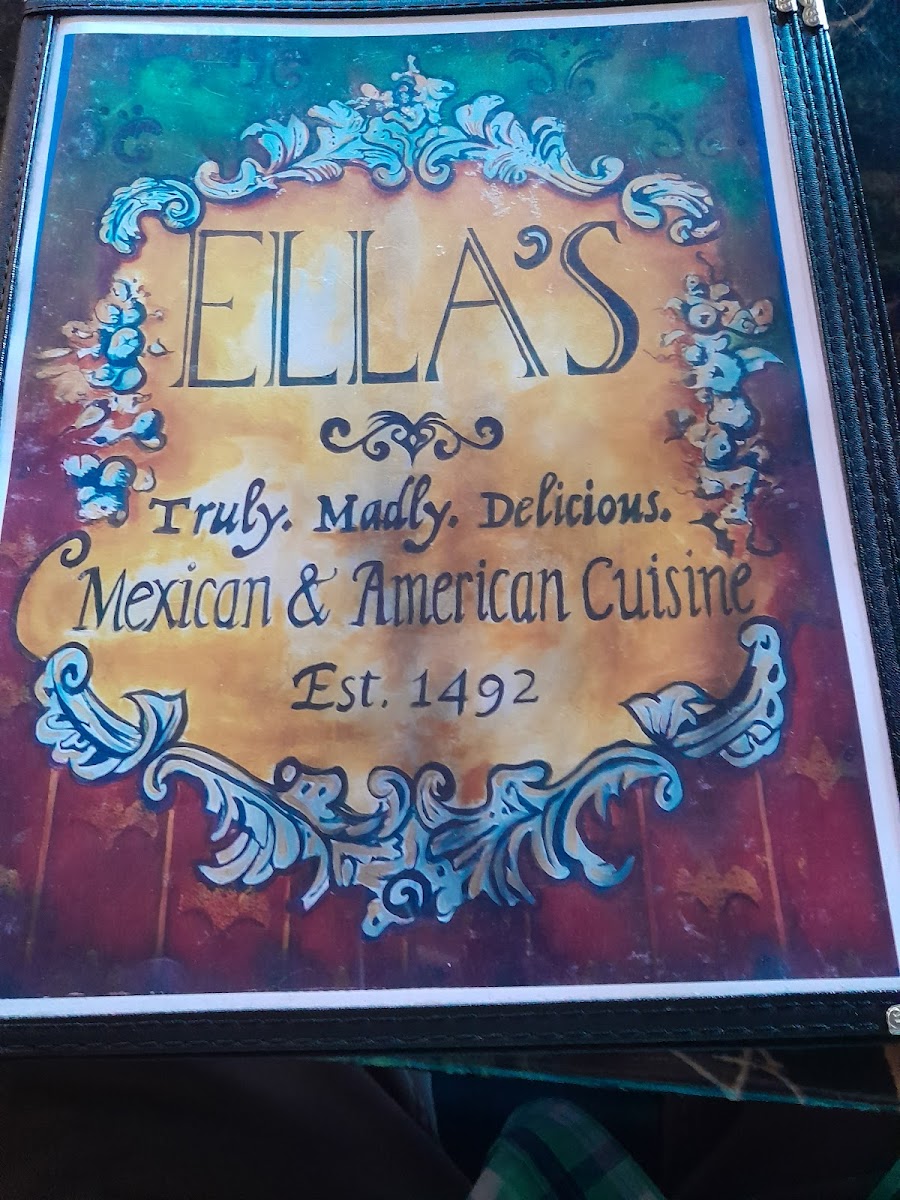 ELLA'S
Truly. Madly. Delicious.
Mexican & American Cuisine
Est. 1492